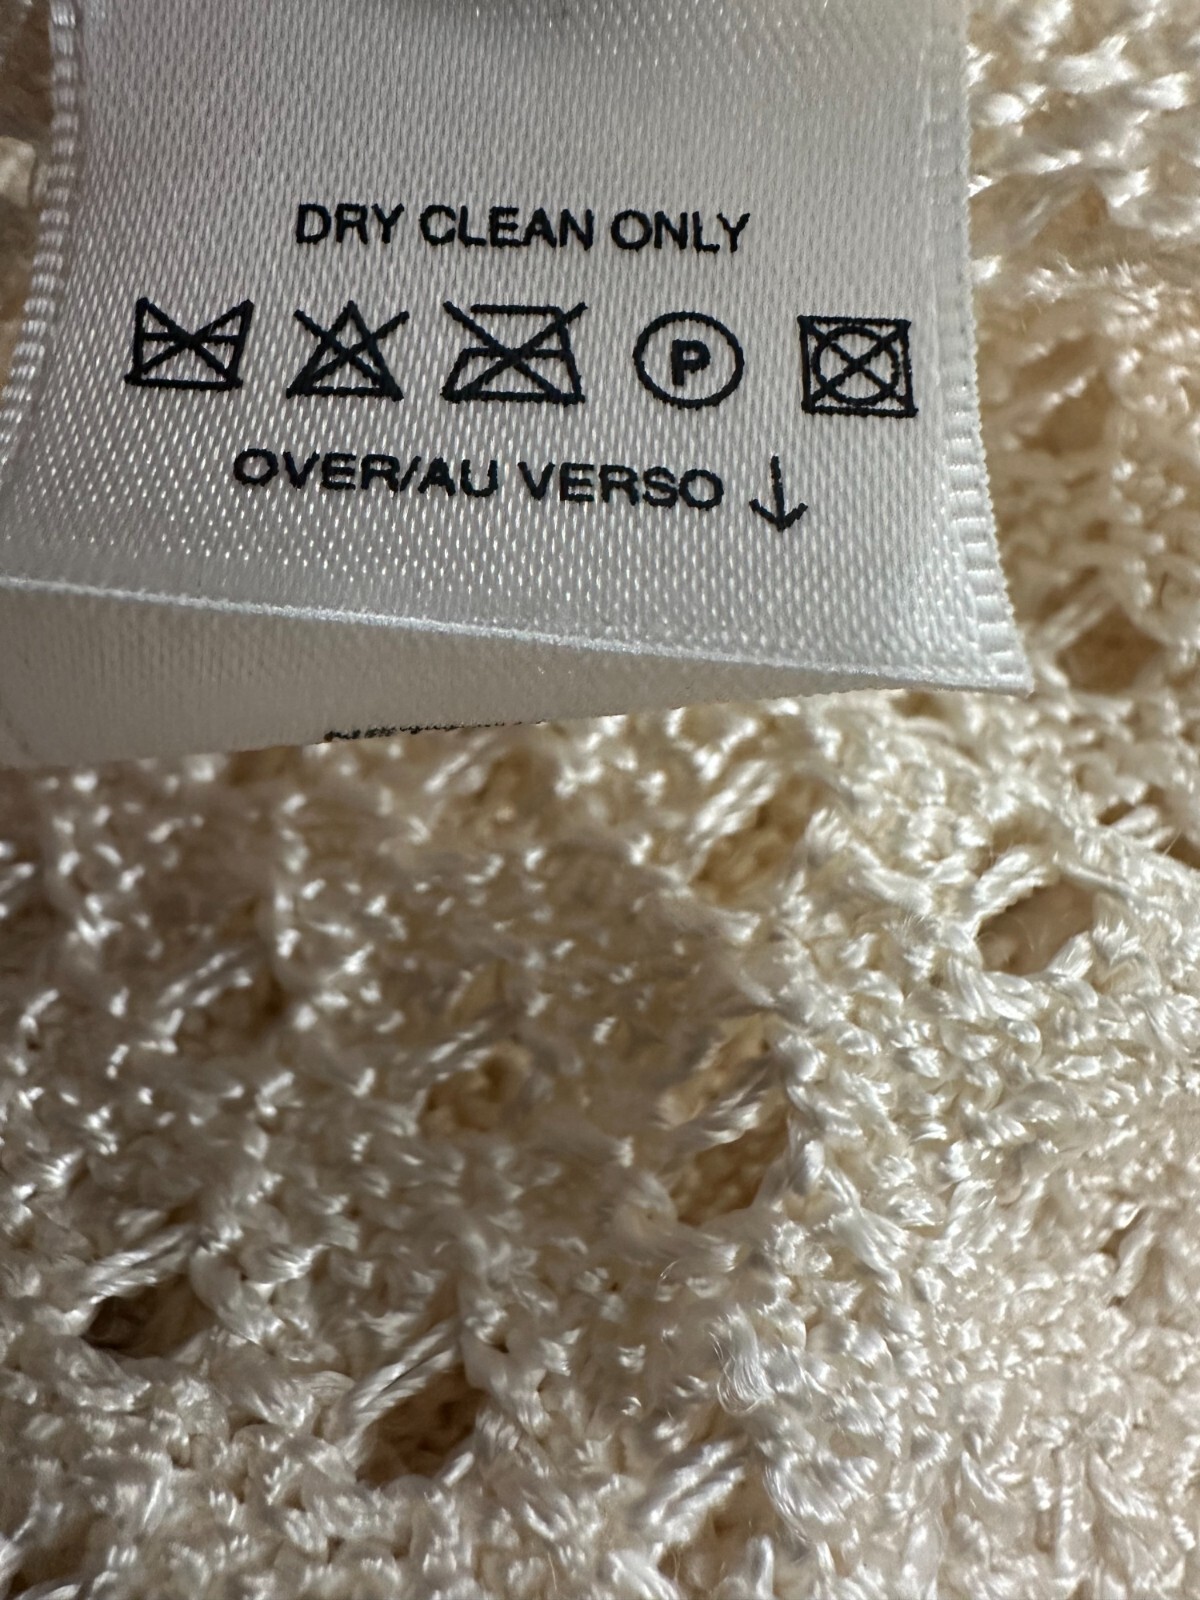 DRY CLEAN ONLY
P
OVER/AU VERSO ↓